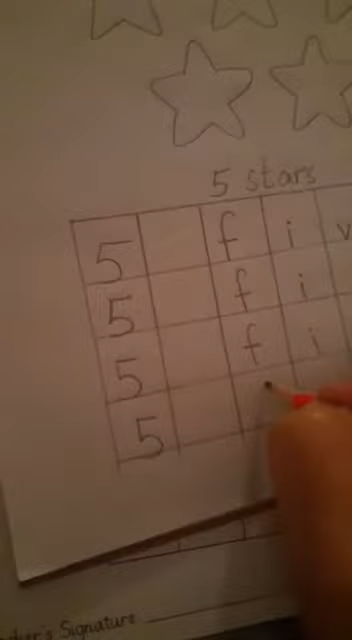 5 stars
5 f i v
5 f i
5 f i
5
Signature